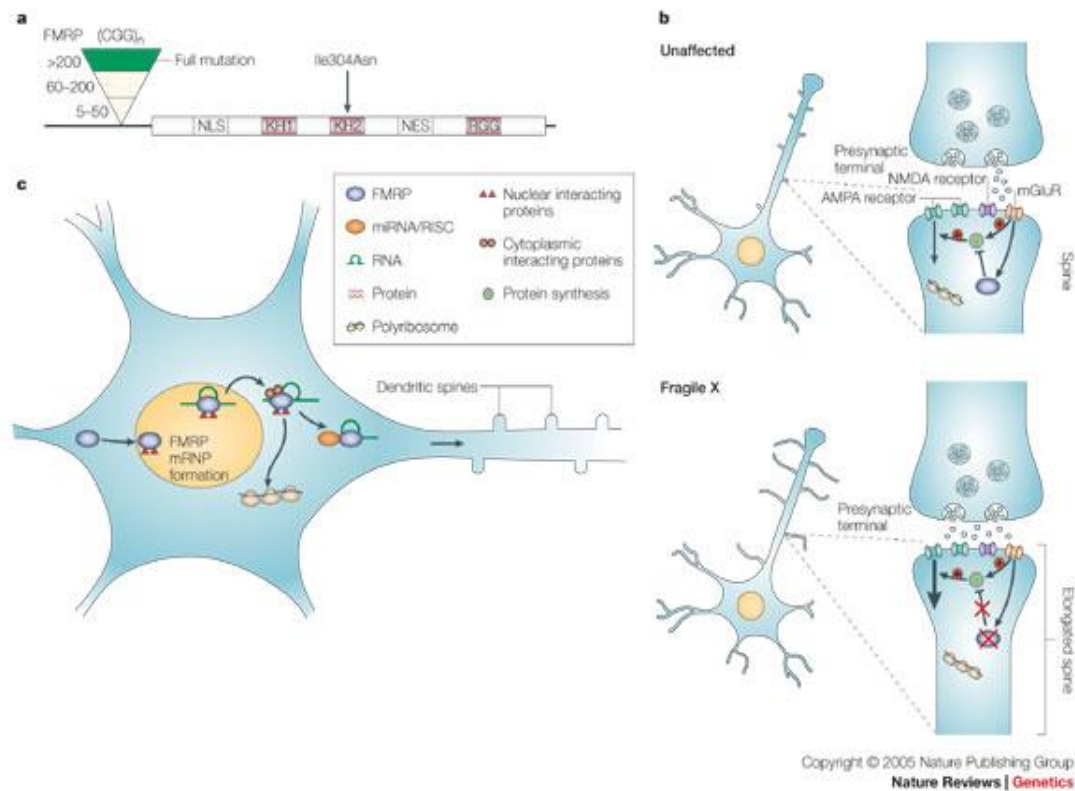 a
FMRP (CGG)n
>200
Full mutation
60–200
5–50
Ile304Asn
NLS KH1 KH2 NES RGG
b
Unaffected
Presynaptic
terminal
NMDA receptor
mGluR
AMPA receptor
Spine
c
FMRP
miRNA/RISC
RNA
Protein
Polyribosome
Nuclear interacting
proteins
Cytoplasmic
interacting proteins
Protein synthesis
Dendritic spines
FMRP
mRNP
formation
Fragile X
Presynaptic
terminal
Elongated spine
Copyright © 2005 Nature Publishing Group
Nature Reviews | Genetics